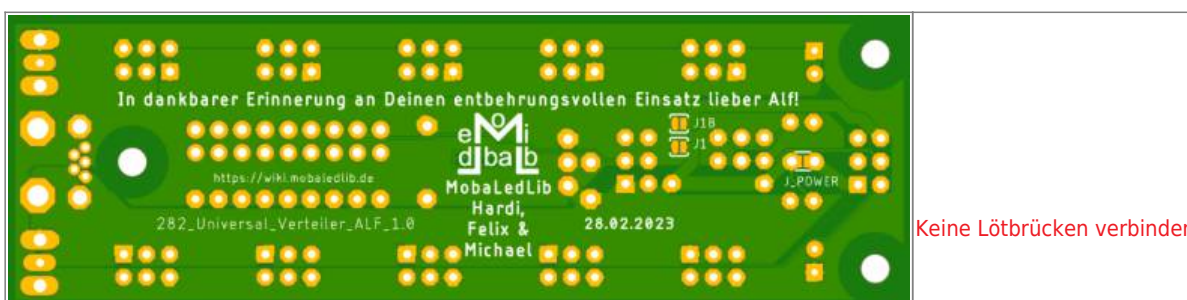 In dankbarer Erinnerung an Deinen entbehrungsvollen Einsatz lieber Alf!
J1B
J1
e M o i
d ba L b
https://wiki.mobaledlib.de
J_POWER
MobaLedLib
Hardi,
Felix &
Michael
282_Universal_Verteiler_ALF_1.0
28.02.2023
Keine Lötbrücken verbinden